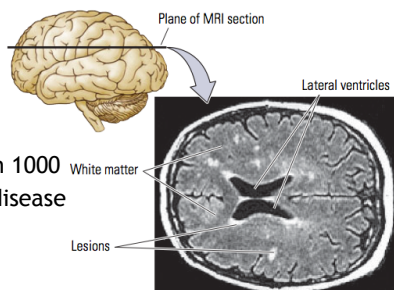 Plane of MRI section
Lateral ventricles
1000
White matter
disease
Lesions